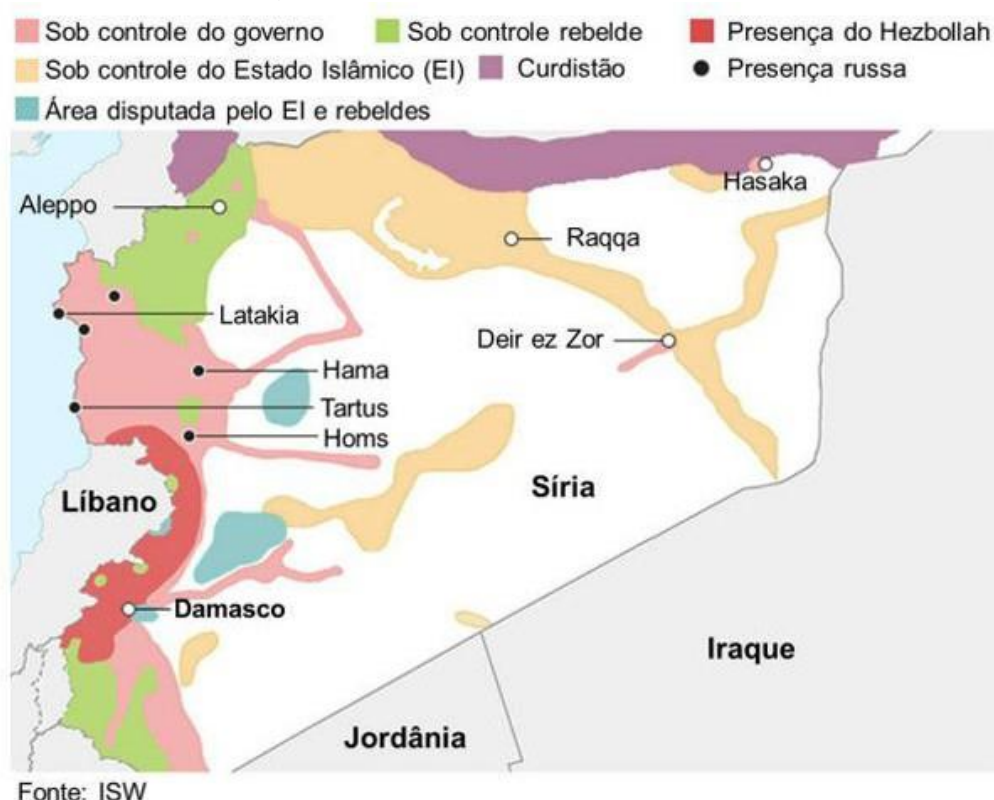 Sob controle do governo
Sob controle rebelde
Presença do Hezbollah
Sob controle do Estado Islâmico (EI)
Curdistão
Presença russa
Área disputada pelo EI e rebeldes
Hasaka
Aleppo
Raqqa
Latakia
Deir ez Zor
Hama
Tartus
Homs
Síria
Líbano
Damasco
Iraque
Jordânia
Fonte: ISW